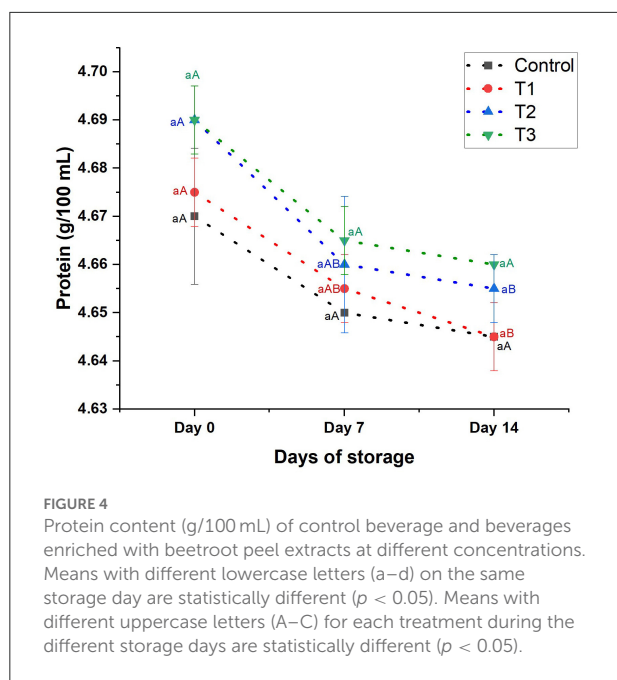 Control
T1
T2
T3
4.70
4.69
4.68
4.67
4.66
4.65
4.64
4.63
Protein (g/100 mL)
aA
aA
aA
aA
aA
aAB
aAB
aA
aA
aB
aB
aA
Day 0
Day 7
Day 14
Days of storage
FIGURE 4
Protein content (g/100 mL) of control beverage and beverages
enriched with beetroot peel extracts at different concentrations.
Means with different lowercase letters (a–d) on the same
storage day are statistically different (p < 0.05). Means with
different uppercase letters (A–C) for each treatment during the
different storage days are statistically different (p < 0.05).